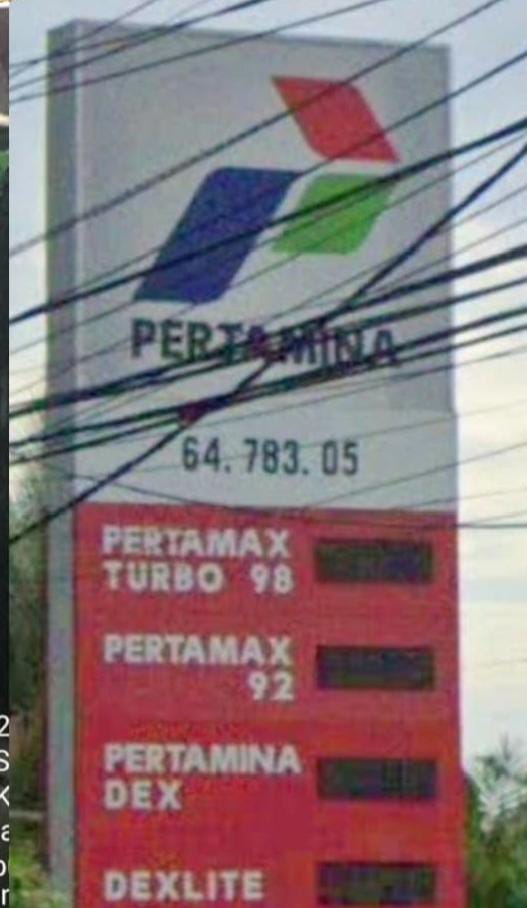 PERTAMINA
64.783.05
PERTAMAX
TURBO 98
PERTAMAX
92
PERTAMINA
DEX
DEXLITE